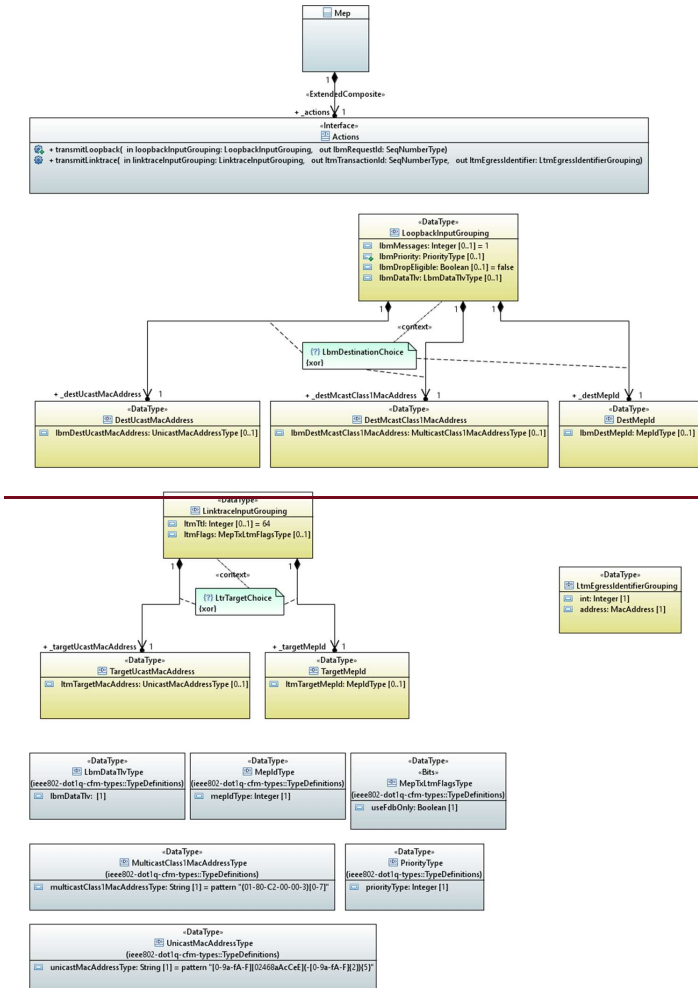 Mep
1
«ExtendedComposite»
+ _actions 1
«Interface»
Actions
+ transmitLoopback( in loopbackInputGrouping: LoopbackInputGrouping, out lbmRequestId: SeqNumberType)
+ transmitLinktrace( in linktraceInputGrouping: LinktraceInputGrouping, out ltmTransactionId: SeqNumberType, out ltmEgressIdentifier: LtmEgressIdentifierGrouping)
«DataType»
LoopbackInputGrouping
lbmMessages: Integer [0..1] = 1
lbmPriority: PriorityType [0..1]
lbmDropEligible: Boolean [0..1] = false
lbmDataTlv: LbmDataTlvType [0..1]
1 1 1
«context»
{?} LbmDestinationChoice
{xor}
+ _destUcastMacAddress 1 + _destMcastClass1MacAddress 1 + _destMepId 1
«DataType» «DataType» «DataType»
DestUcastMacAddress DestMcastClass1MacAddress DestMepId
lbmDestUcastMacAddress: UnicastMacAddressType [0..1] lbmDestMcastClass1MacAddress: MulticastClass1MacAddressType [0..1] lbmDestMepId: MepIdType [0..1]
«DataType»
LinktraceInputGrouping
ltmTtl: Integer [0..1] = 64
ltmFlags: MepTxLtmFlagsType [0..1]
1 1
«context»
{?} LtrTargetChoice
{xor}
«DataType»
LtmEgressIdentifierGrouping
int: Integer [1]
address: MacAddress [1]
+ _targetUcastMacAddress 1 + _targetMepId 1
«DataType» «DataType»
TargetUcastMacAddress TargetMepId
ltmTargetMacAddress: UnicastMacAddressType [0..1] ltmTargetMepId: MepIdType [0..1]
«DataType»
LbmDataTlvType
(ieee802-dot1q-cfm-types::TypeDefinitions)
lbmDataTlv: [1]
«DataType»
MepIdType
(ieee802-dot1q-cfm-types::TypeDefinitions)
mepIdType: Integer [1]
«DataType»
«Bits»
MepTxLtmFlagsType
(ieee802-dot1q-cfm-types::TypeDefinitions)
useFdbOnly: Boolean [1]
«DataType»
MulticastClass1MacAddressType
(ieee802-dot1q-cfm-types::TypeDefinitions)
multicastClass1MacAddressType: String [1] = pattern "(01-80-C2-00-00-3)[0-7]"
«DataType»
PriorityType
(ieee802-dot1q-types::TypeDefinitions)
priorityType: Integer [1]
«DataType»
UnicastMacAddressType
(ieee802-dot1q-cfm-types::TypeDefinitions)
unicastMacAddressType: String [1] = pattern "[0-9a-fA-F][02468aAcCeE](-[0-9a-fA-F]{2}){5}"